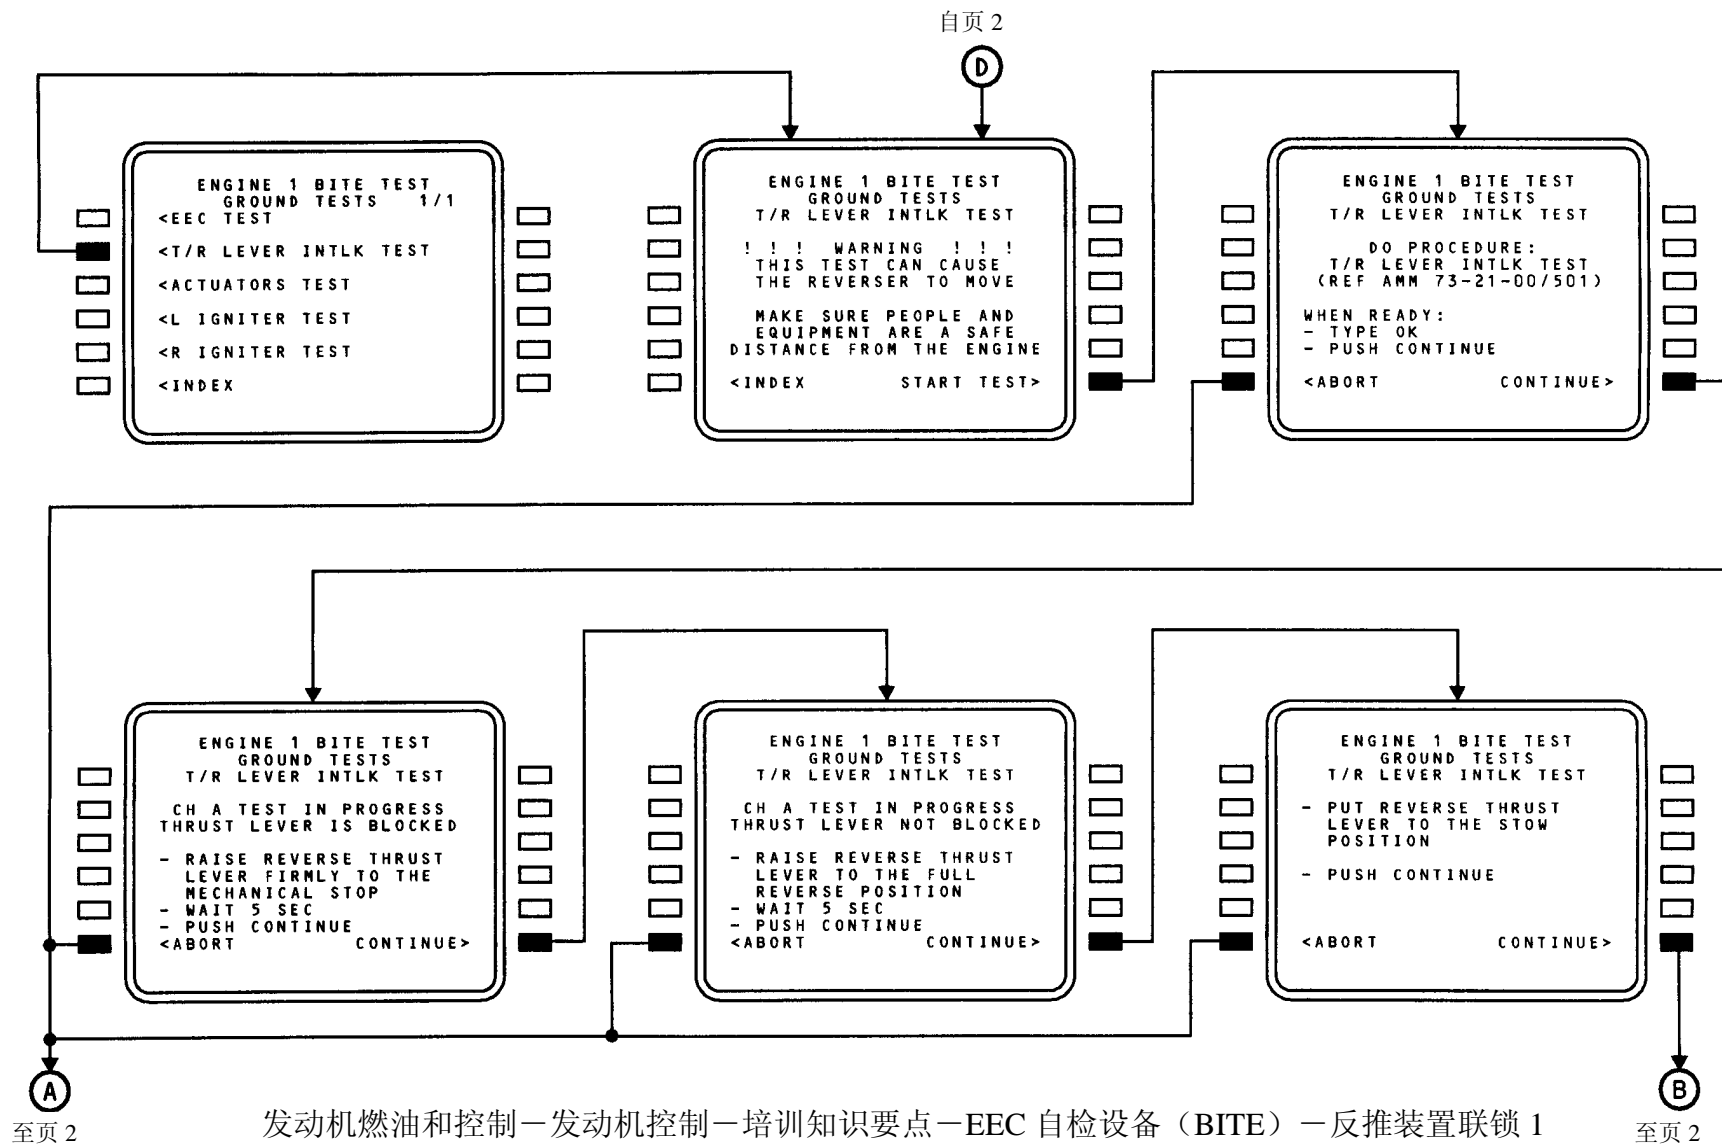 自页 2
D
ENGINE 1 BITE TEST
GROUND TESTS 1/1
<EEC TEST
<T/R LEVER INTLK TEST
<ACTUATORS TEST
<L IGNITER TEST
<R IGNITER TEST
<INDEX
ENGINE 1 BITE TEST
GROUND TESTS
T/R LEVER INTLK TEST
! ! ! WARNING ! ! !
THIS TEST CAN CAUSE
THE REVERSER TO MOVE
MAKE SURE PEOPLE AND
EQUIPMENT ARE A SAFE
DISTANCE FROM THE ENGINE
<INDEX START TEST>
ENGINE 1 BITE TEST
GROUND TESTS
T/R LEVER INTLK TEST
DO PROCEDURE:
T/R LEVER INTLK TEST
(REF AMM 73-21-00/501)
WHEN READY:
- TYPE OK
- PUSH CONTINUE
<ABORT CONTINUE>
ENGINE 1 BITE TEST
GROUND TESTS
T/R LEVER INTLK TEST
CH A TEST IN PROGRESS
THRUST LEVER IS BLOCKED
- RAISE REVERSE THRUST
LEVER FIRMLY TO THE
MECHANICAL STOP
- WAIT 5 SEC
- PUSH CONTINUE
<ABORT CONTINUE>
ENGINE 1 BITE TEST
GROUND TESTS
T/R LEVER INTLK TEST
CH A TEST IN PROGRESS
THRUST LEVER NOT BLOCKED
- RAISE REVERSE THRUST
LEVER TO THE FULL
REVERSE POSITION
- WAIT 5 SEC
- PUSH CONTINUE
<ABORT CONTINUE>
ENGINE 1 BITE TEST
GROUND TESTS
T/R LEVER INTLK TEST
- PUT REVERSE THRUST
LEVER TO THE STOW
POSITION
- PUSH CONTINUE
<ABORT CONTINUE>
A
至页 2
B
至页 2
发动机燃油和控制－发动机控制－培训知识要点－EEC 自检设备（BITE）－反推装置联锁 1